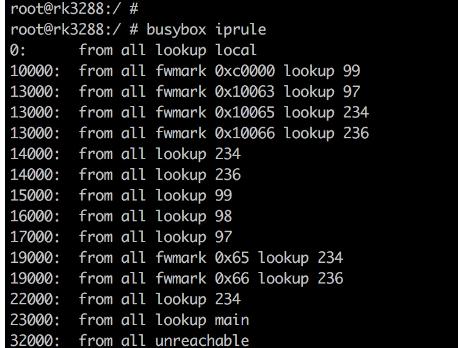 root@rk3288:/ #
root@rk3288:/ # busybox iprule
0:      from all lookup local
10000:  from all fwmark 0xc0000 lookup 99
13000:  from all fwmark 0x10063 lookup 97
13000:  from all fwmark 0x10065 lookup 234
13000:  from all fwmark 0x10066 lookup 236
14000:  from all lookup 234
14000:  from all lookup 236
15000:  from all lookup 99
16000:  from all lookup 98
17000:  from all lookup 97
19000:  from all fwmark 0x65 lookup 234
19000:  from all fwmark 0x66 lookup 236
22000:  from all lookup 234
23000:  from all lookup main
32000:  from all unreachable